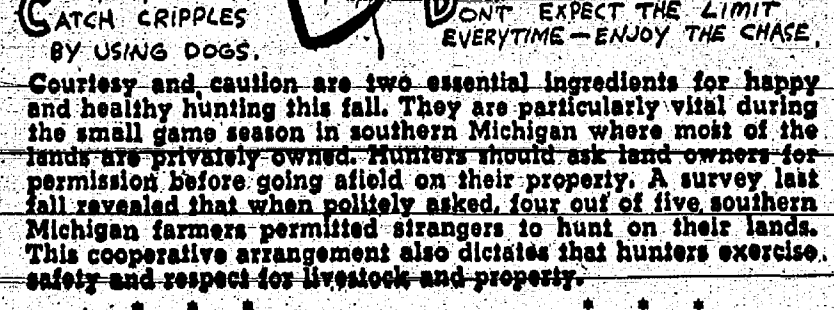 CATCH CRIPPLES
BY USING DOGS.
DONT EXPECT THE LIMIT
EVERYTIME — ENJOY THE CHASE.
Courtesy and caution are two essential ingredients for happy
and healthy hunting this fall. They are particularly vital during
the small game season in southern Michigan where most of the
lands are privately owned. Hunters should ask land owners for
permission before going afield on their property. A survey last
fall revealed that when politely asked, four out of five southern
Michigan farmers permitted strangers to hunt on their lands.
This cooperative arrangement also dictates that hunters exercise
safety and respect for livestock and property.
* * * * * *